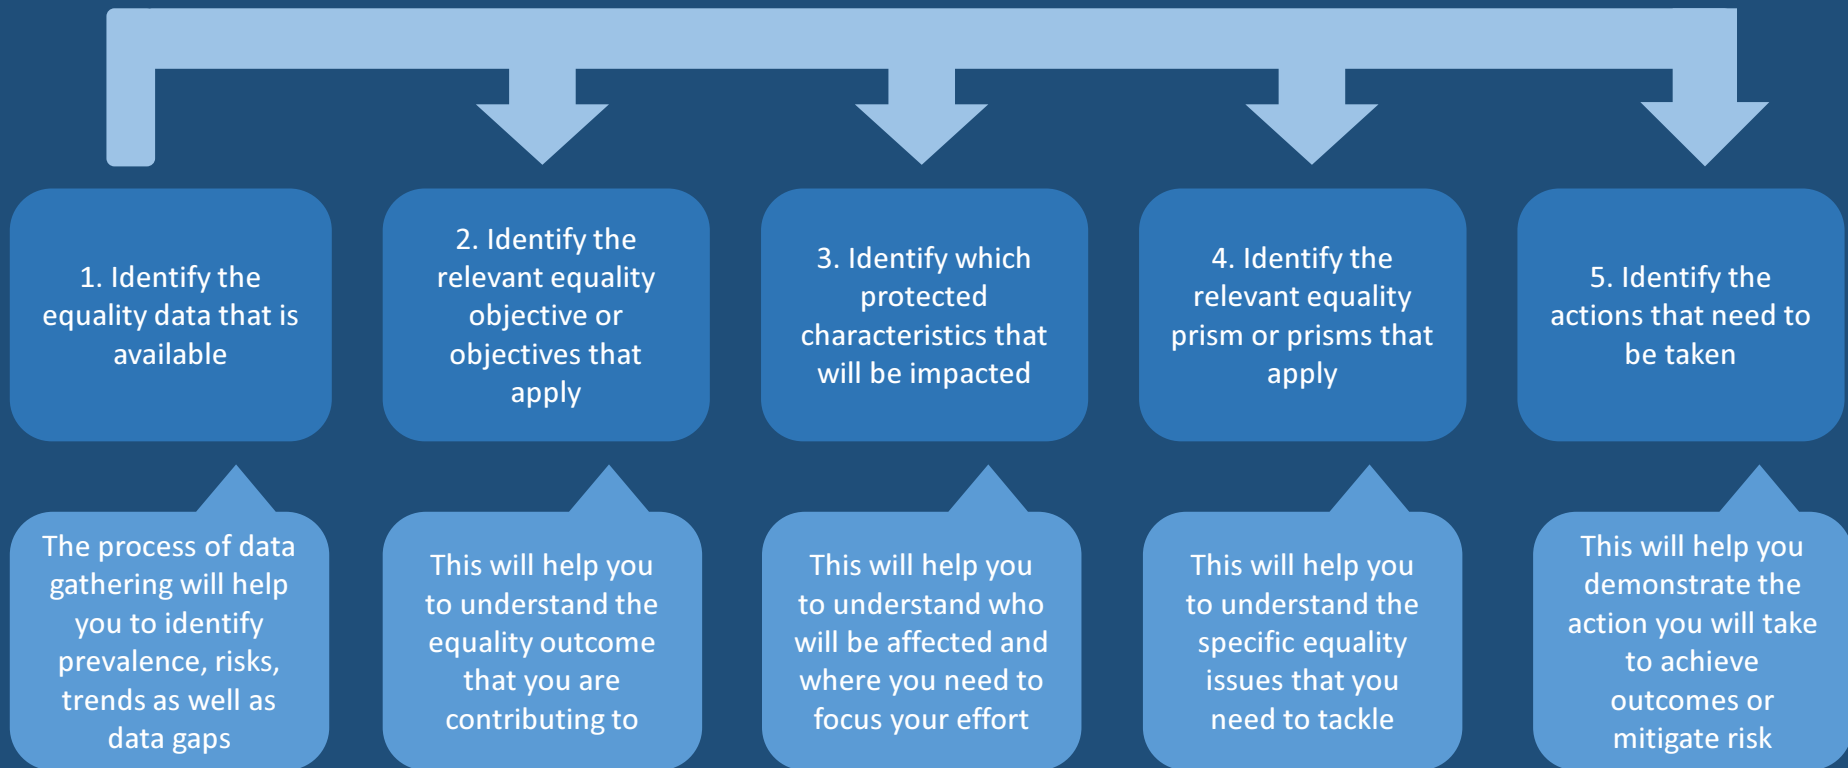 1. Identify the
equality data that is
available
2. Identify the
relevant equality
objective or
objectives that
apply
3. Identify which
protected
characteristics that
will be impacted
4. Identify the
relevant equality
prism or prisms that
apply
5. Identify the
actions that need to
be taken
The process of data
gathering will help
you to identify
prevalence, risks,
trends as well as
data gaps
This will help you
to understand the
equality outcome
that you are
contributing to
This will help you
to understand who
will be affected and
where you need to
focus your effort
This will help you
to understand the
specific equality
issues that you
need to tackle
This will help you
demonstrate the
action you will take
to achieve
outcomes or
mitigate risk